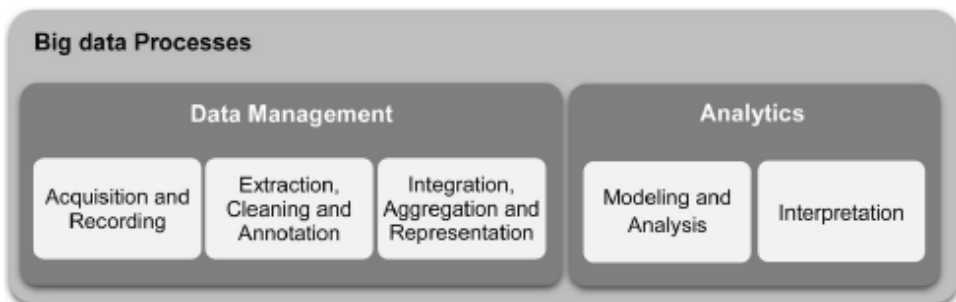 Big data Processes
Data Management
Analytics
Acquisition and
Recording
Extraction,
Cleaning and
Annotation
Integration,
Aggregation and
Representation
Modeling and
Analysis
Interpretation